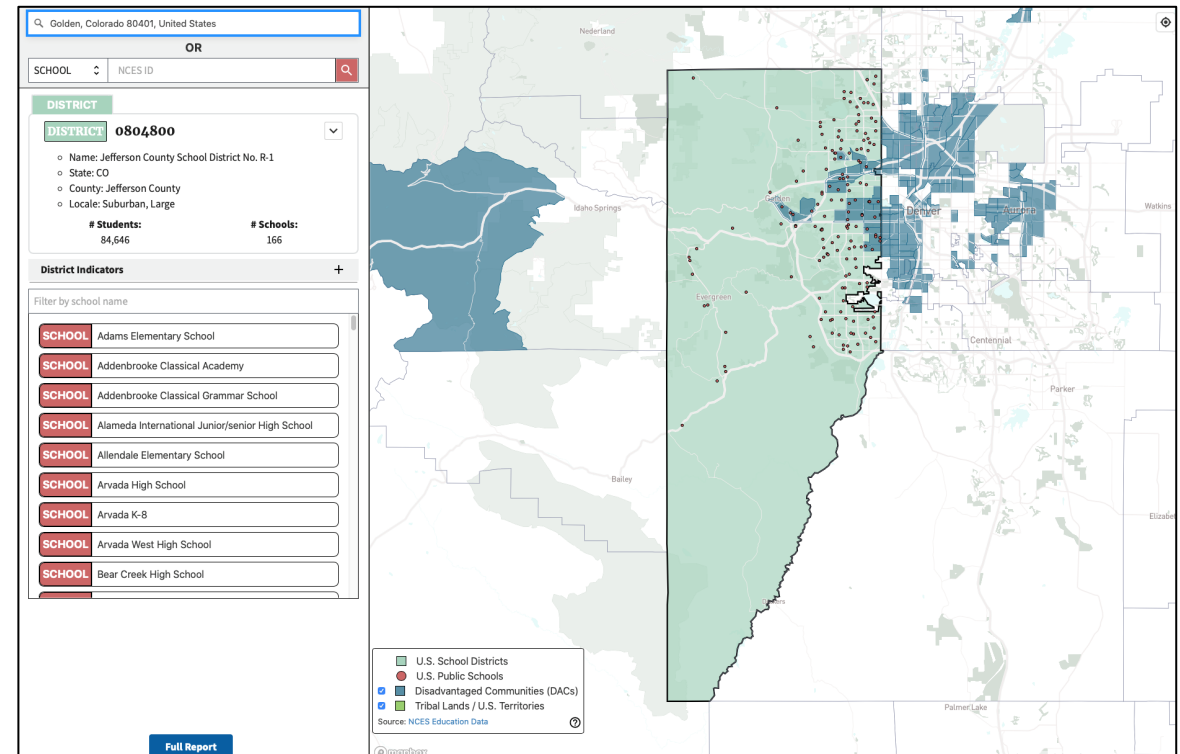 Golden, Colorado 80401, United States
OR
SCHOOL
NCES ID
DISTRICT
DISTRICT 0804800
Name: Jefferson County School District No. R-1
State: CO
County: Jefferson County
Locale: Suburban, Large
# Students: # Schools:
84,646 166
District Indicators +
Filter by school name
SCHOOL Adams Elementary School
SCHOOL Addenbrooke Classical Academy
SCHOOL Addenbrooke Classical Grammar School
SCHOOL Alameda International Junior/senior High School
SCHOOL Allendale Elementary School
SCHOOL Arvada High School
SCHOOL Arvada K-8
SCHOOL Arvada West High School
SCHOOL Bear Creek High School
Full Report
Nederland
Idaho Springs
Golden
Denver
Aurora
Watkins
Evergreen
Centennial
Parker
Bailey
Palmer Lake
U.S. School Districts
U.S. Public Schools
Disadvantaged Communities (DACs)
Tribal Lands / U.S. Territories
Source: NCES Education Data
mapbox